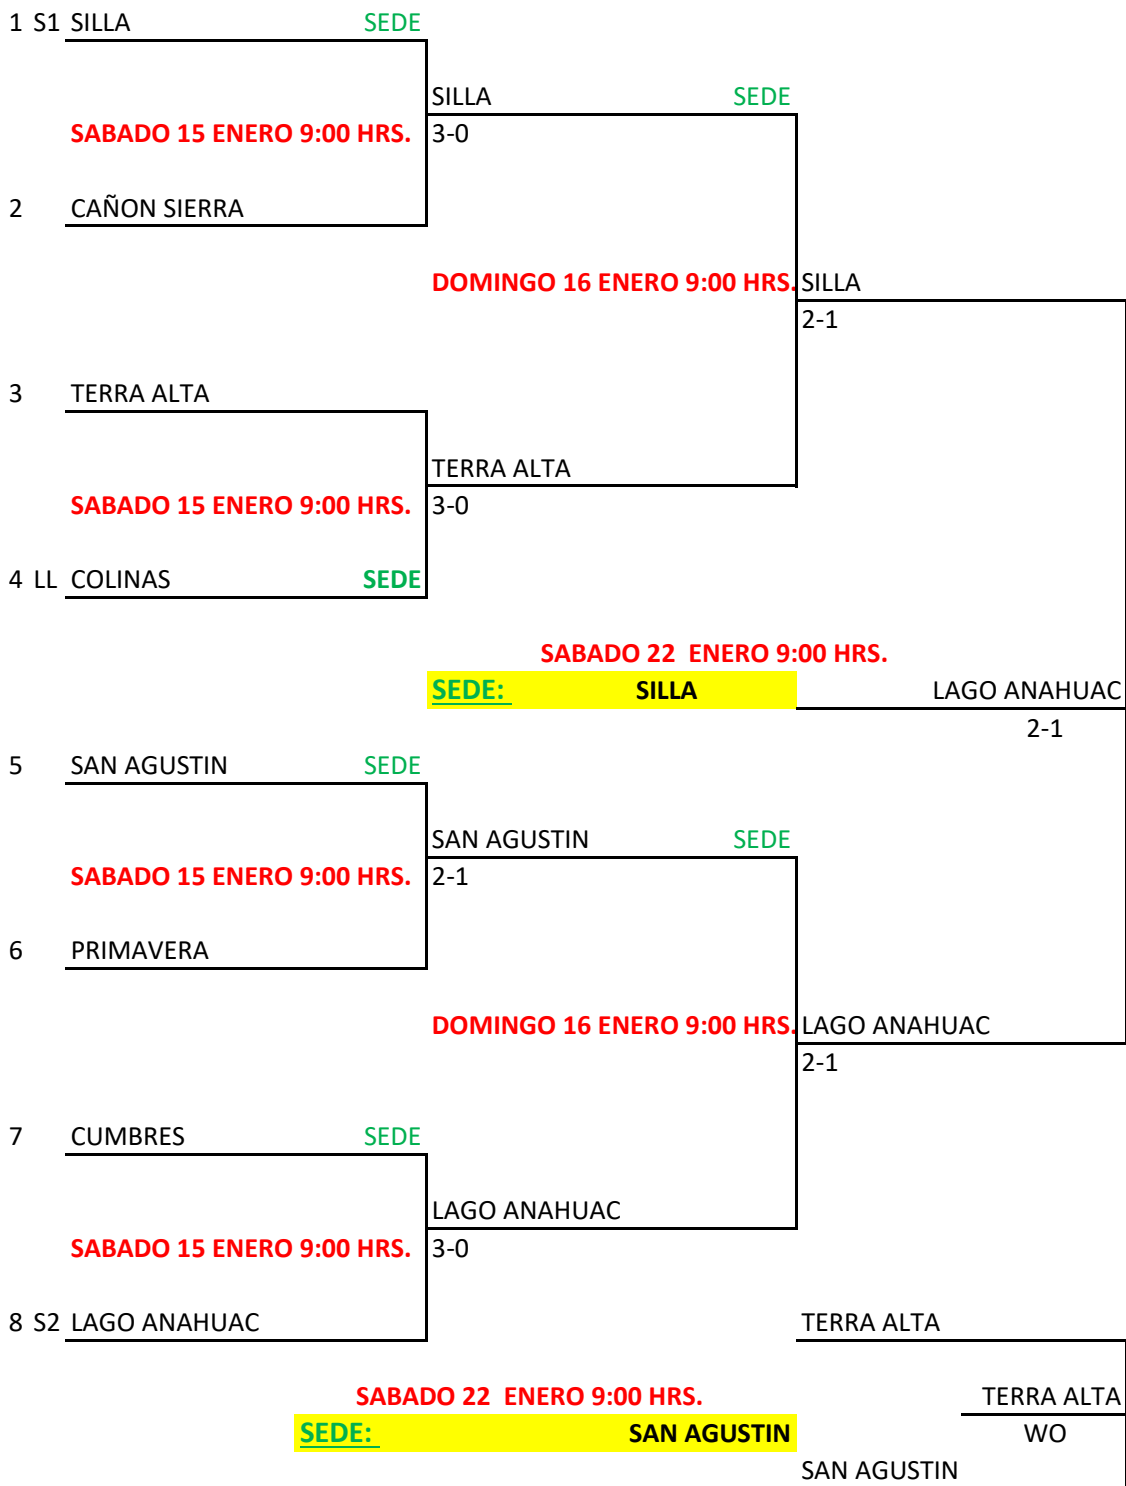 1 S1 SILLA SEDE
SILLA SEDE
SABADO 15 ENERO 9:00 HRS. 3-0
2 CAÑON SIERRA
DOMINGO 16 ENERO 9:00 HRS. SILLA
2-1
3 TERRA ALTA
TERRA ALTA
SABADO 15 ENERO 9:00 HRS. 3-0
4 LL COLINAS SEDE
SABADO 22 ENERO 9:00 HRS.
SEDE: SILLA LAGO ANAHUAC
2-1
5 SAN AGUSTIN SEDE
SAN AGUSTIN SEDE
SABADO 15 ENERO 9:00 HRS. 2-1
6 PRIMAVERA
DOMINGO 16 ENERO 9:00 HRS. LAGO ANAHUAC
2-1
7 CUMBRES SEDE
LAGO ANAHUAC
SABADO 15 ENERO 9:00 HRS. 3-0
8 S2 LAGO ANAHUAC TERRA ALTA
SABADO 22 ENERO 9:00 HRS. TERRA ALTA
SEDE: SAN AGUSTIN WO
SAN AGUSTIN